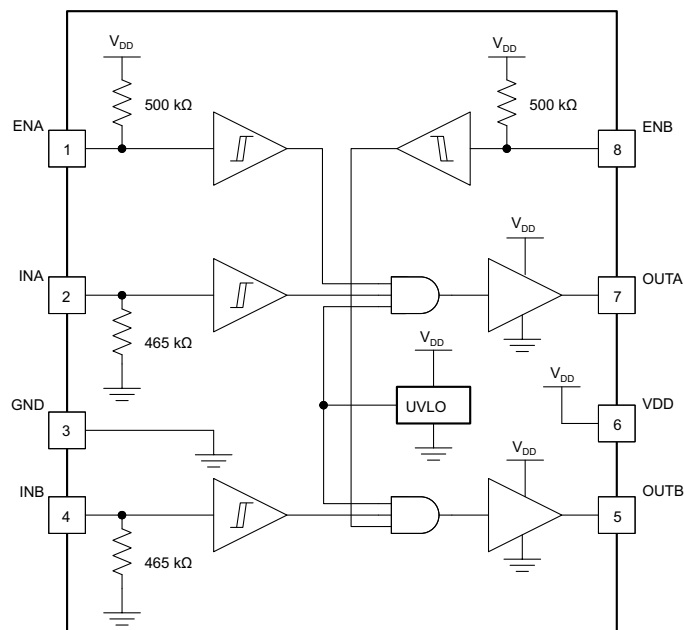 VDD
VDD
500 kΩ
500 kΩ
ENA
ENB
1
8
VDD
INA
OUTA
2
7
465 kΩ
VDD
VDD
GND
VDD
UVLO
3
6
VDD
INB
OUTB
4
5
465 kΩ